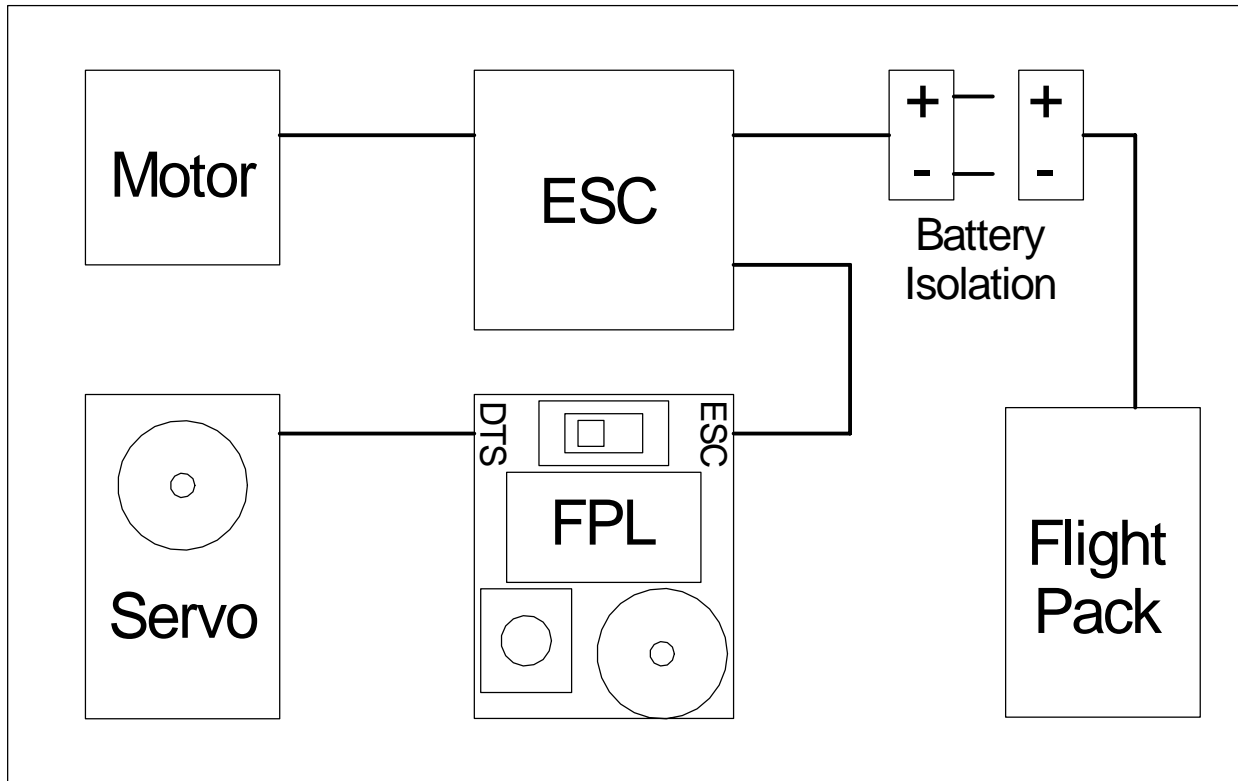 Motor
ESC
+
-
+
-
Battery
Isolation
Servo
DTS
ESC
FPL
Flight
Pack